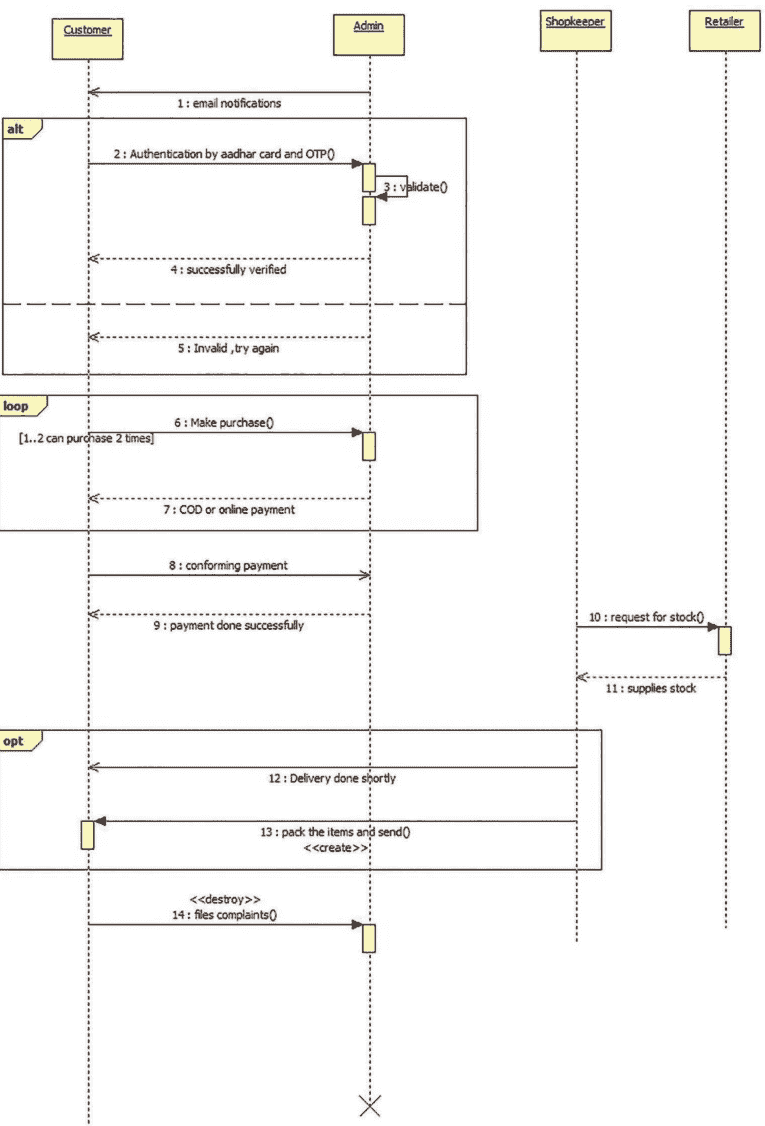 Customer
Admin
Shopkeeper
Retailer
1 : email notifications
alt
2 : Authentication by aadhar card and OTP()
3 : validate()
4 : successfully verified
5 : Invalid ,try again
loop
6 : Make purchase()
[1..2 can purchase 2 times]
7 : COD or online payment
8 : conforming payment
9 : payment done successfully
10 : request for stock()
11 : supplies stock
opt
12 : Delivery done shortly
13 : pack the items and send()
<<create>>
<<destroy>>
14 : files complaints()